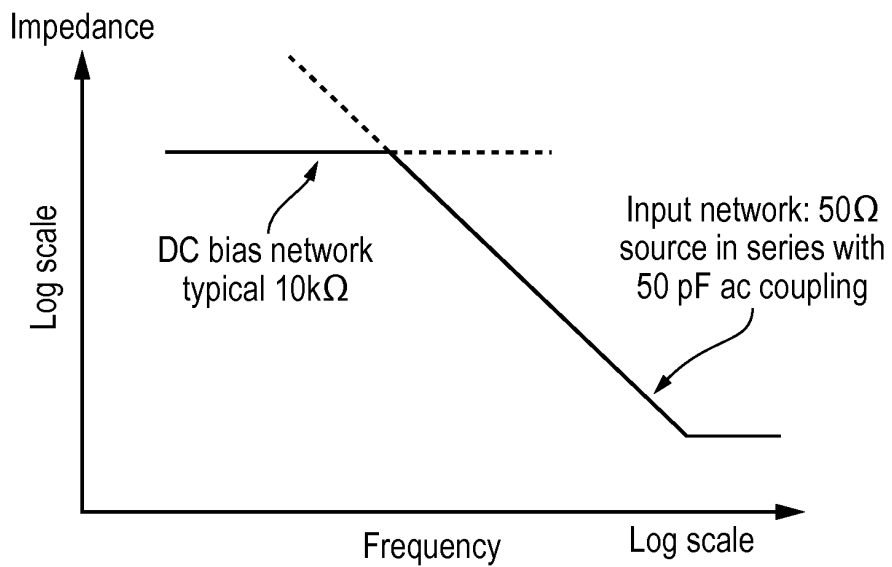 Impedance
Log scale
DC bias network
typical 10kΩ
Input network: 50Ω
source in series with
50 pF ac coupling
Frequency
Log scale